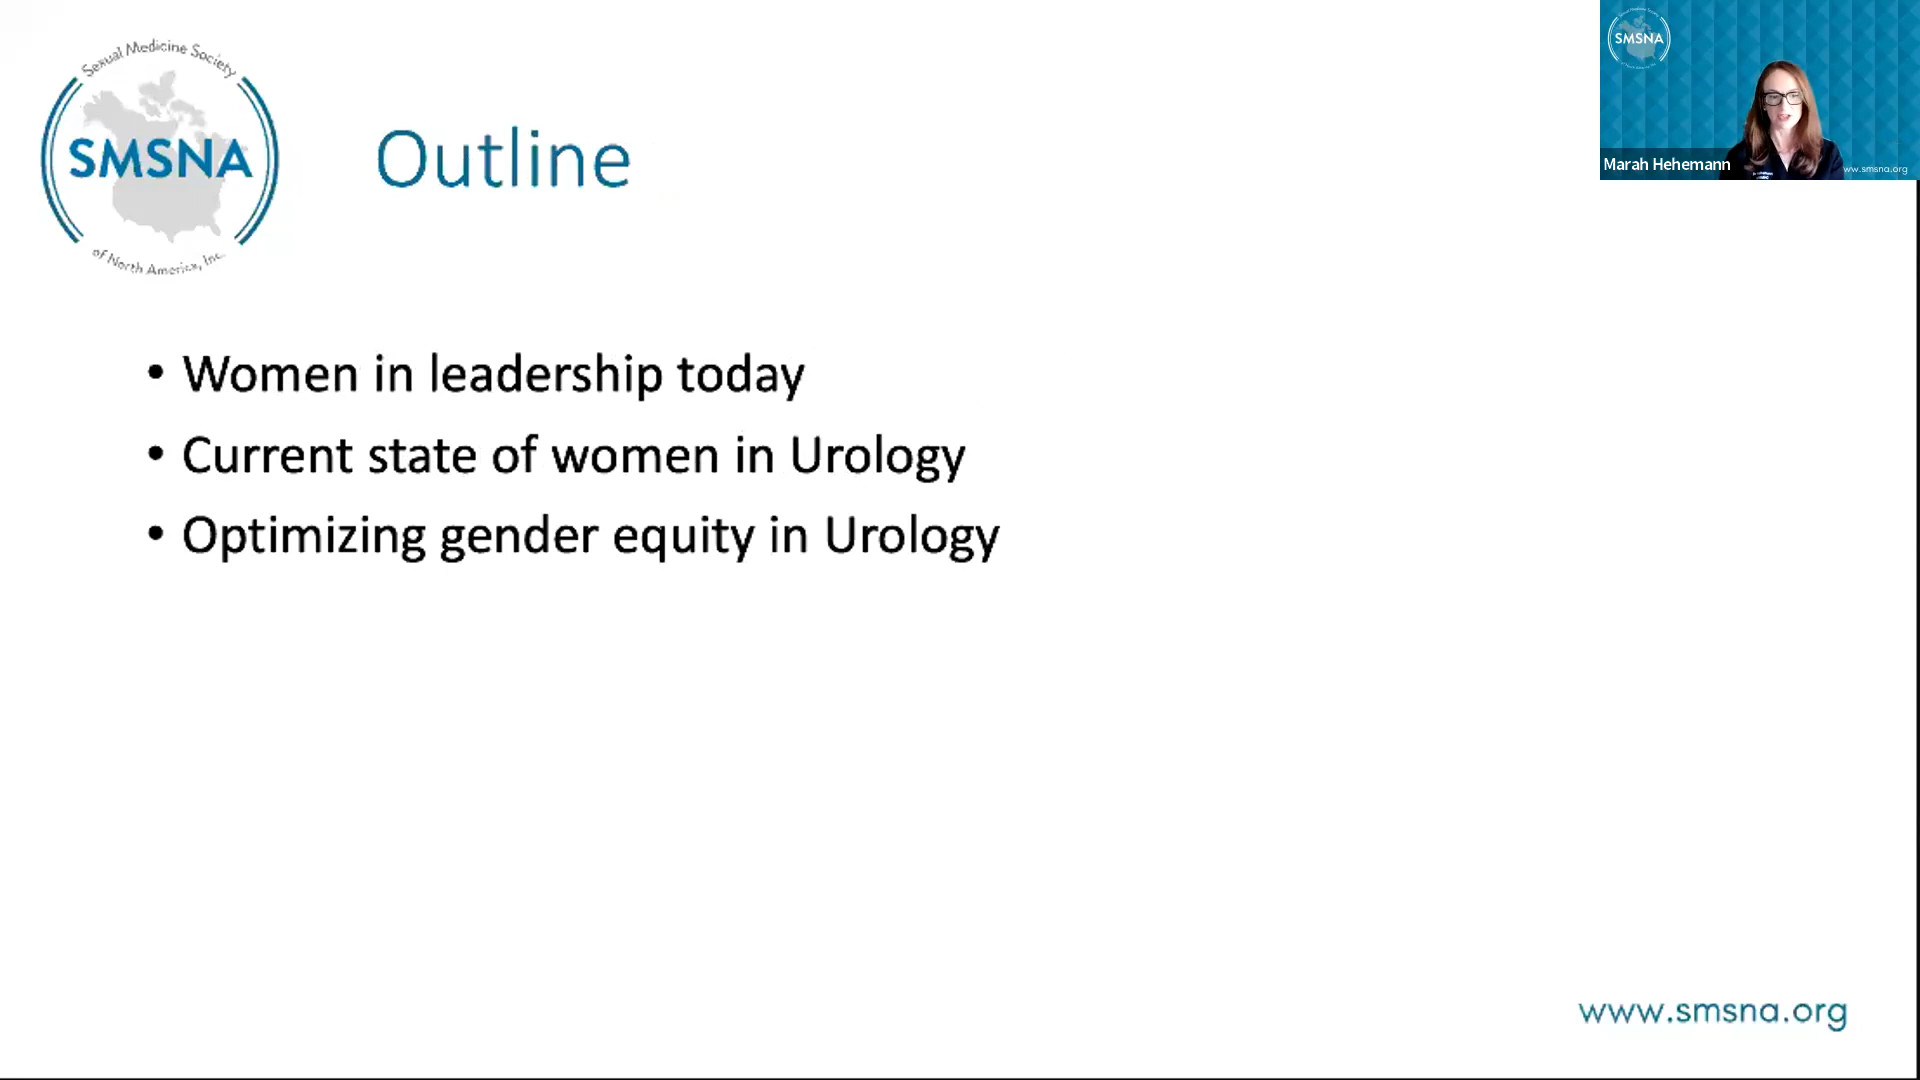 Sexual Medicine Society
SMSNA
of North America, Inc.
Outline
SMSNA
Marah Hehemann
ww.smsna.org
• Women in leadership today
• Current state of women in Urology
• Optimizing gender equity in Urology
www.smsna.org